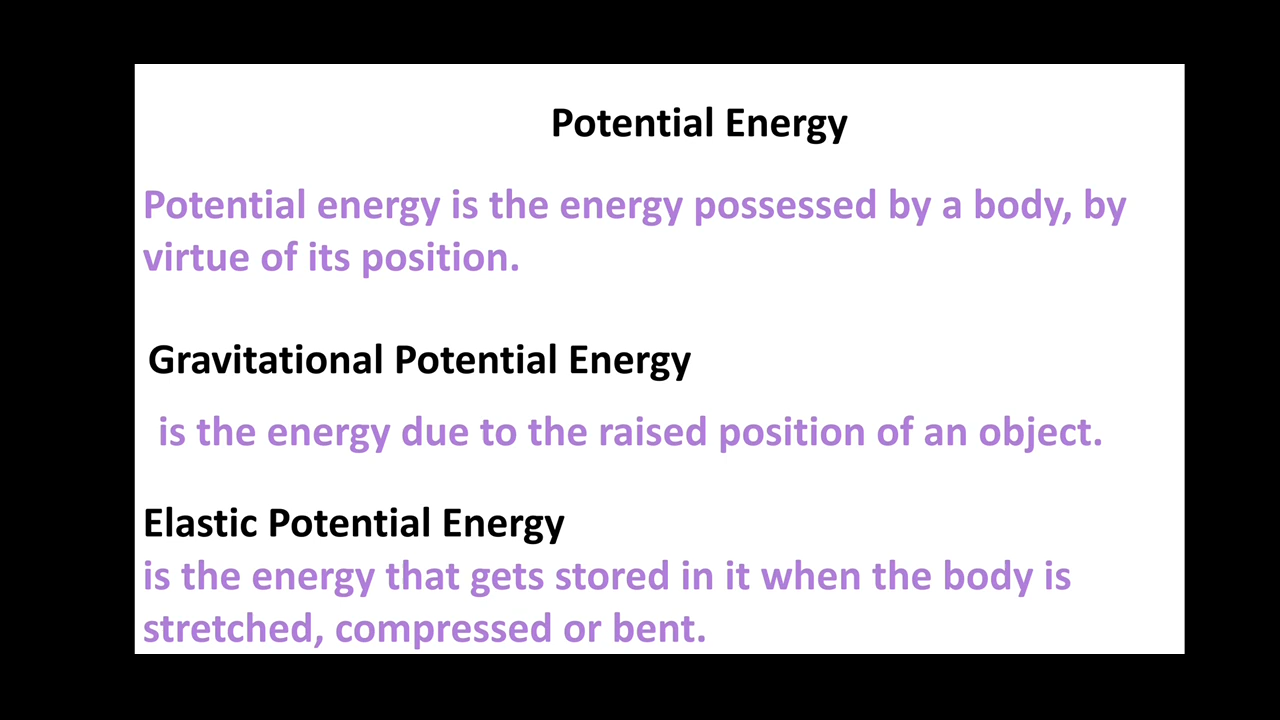 Potential Energy
Potential energy is the energy possessed by a body, by
virtue of its position.
Gravitational Potential Energy
is the energy due to the raised position of an object.
Elastic Potential Energy
is the energy that gets stored in it when the body is
stretched, compressed or bent.